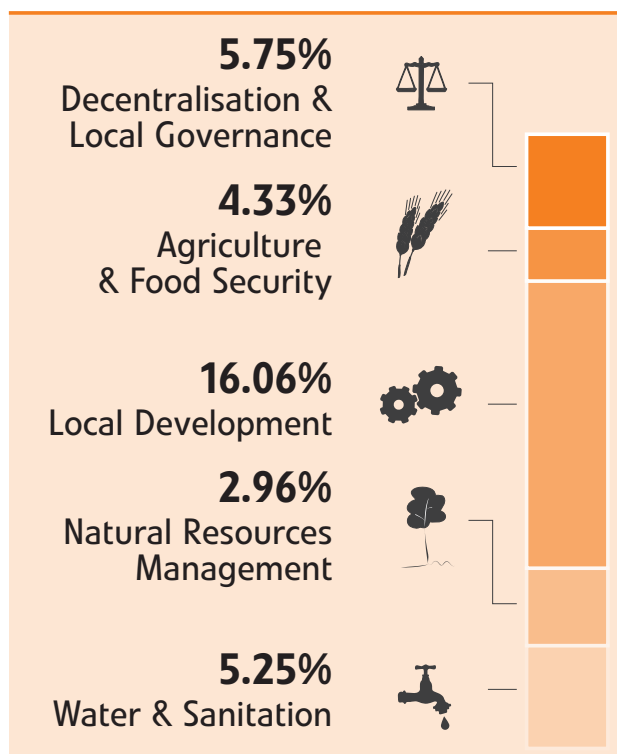 5.75%
Decentralisation &
Local Governance
4.33%
Agriculture
& Food Security
16.06%
Local Development
2.96%
Natural Resources
Management
5.25%
Water & Sanitation